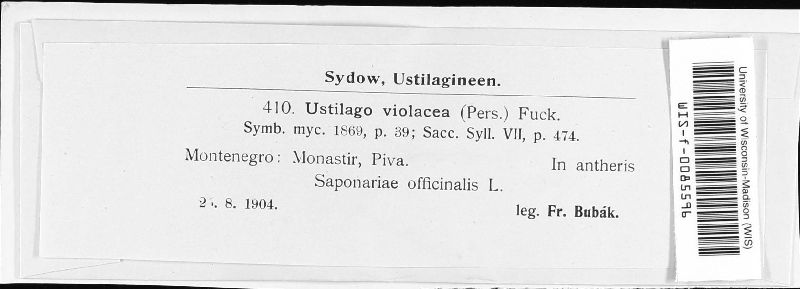 Sydow, Ustilagineen.
410. Ustilago violacea (Pers.) Fuck.
Symb. myc. 1869, p. 39; Sacc. Syll. VII, p. 474.
Montenegro: Monastir, Piva. In antheris
Saponariae officinalis L.
8. 1904.
leg. Fr. Bubák.
University of Wisconsin-Madison (WIS)
WIS-f-0085596